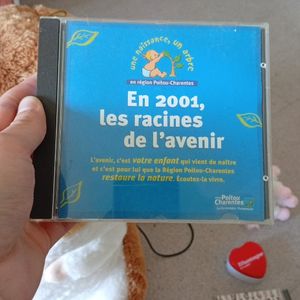 une naissance, un arbre
en région Poitou-Charentes
En 2001,
les racines
de l'avenir
L'avenir, c'est votre enfant qui vient de naître
et c'est pour lui que la Région Poitou-Charentes
restaure la nature. Écoutez-la vivre.
Poitou
Charentes